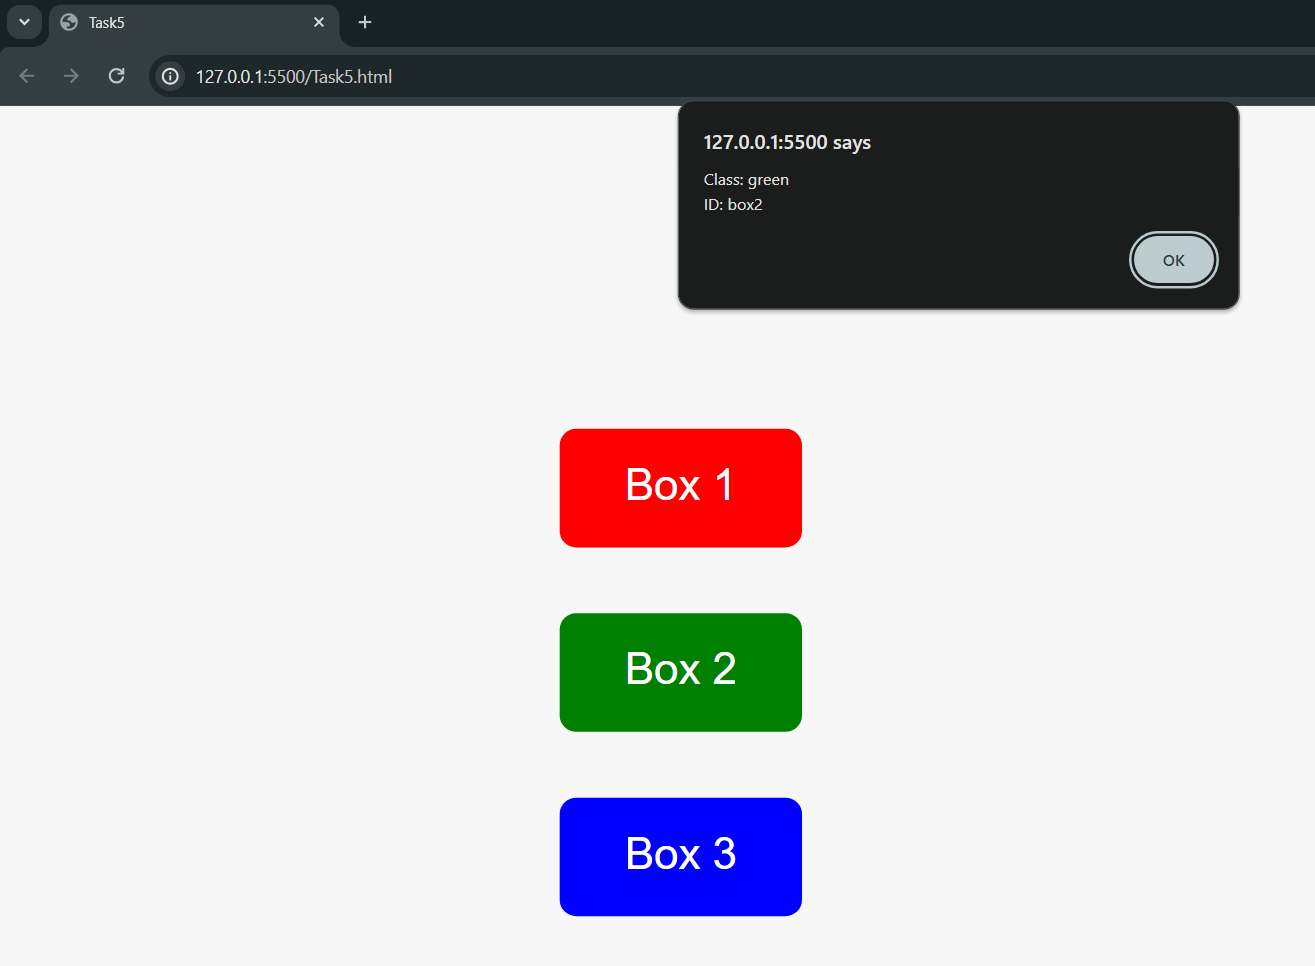 Task5
127.0.0.1:5500/Task5.html
127.0.0.1:5500 says
Class: green
ID: box2
OK
Box 1
Box 2
Box 3